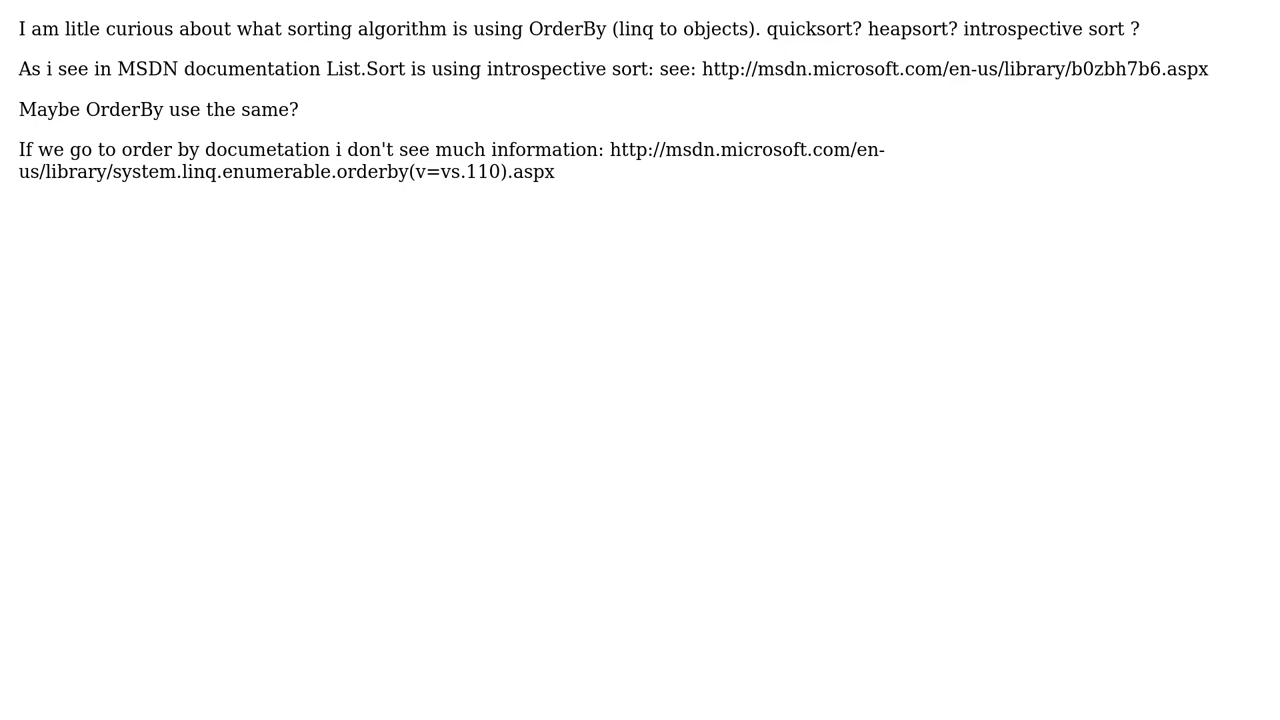 I am litle curious about what sorting algorithm is using OrderBy (linq to objects). quicksort? heapsort? introspective sort ?
As i see in MSDN documentation List.Sort is using introspective sort: see: http://msdn.microsoft.com/en-us/library/b0zbh7b6.aspx
Maybe OrderBy use the same?
If we go to order by documetation i don't see much information: http://msdn.microsoft.com/en-
us/library/system.linq.enumerable.orderby(v=vs.110).aspx